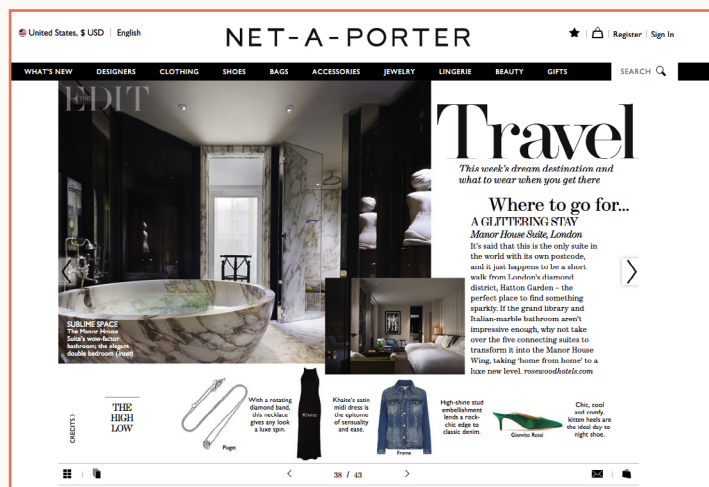 United States, $ USD | English
NET-A-PORTER
Register | Sign In
WHAT'S NEW DESIGNERS CLOTHING SHOES BAGS ACCESSORIES JEWELRY LINGERIE BEAUTY GIFTS SEARCH
THE
EDIT
Travel
This week's dream destination and
what to wear when you get there
Where to go for...
A GLITTERING STAY
Manor House Suite, London
It's said that this is the only suite in
the world with its own postcode,
and it just happens to be a short
walk from London's diamond
district, Hatton Garden – the
perfect place to find something
sparkly. If the grand library and
Italian-marble bathroom aren't
impressive enough, why not take
over the five connecting suites to
transform it into the Manor House
Wing, taking 'home from home' to a
luxe new level. rosewoodhotels.com
SUBLIME SPACE
The Manor House
Suite's wow-factor
bathroom; the elegant
double bedroom (inset)
CREDITS >
THE
HIGH
LOW
Piaget
With a rotating
diamond band,
this necklace
gives any look
a luxe spin.
Khaite
Khaite's satin
midi dress is
the epitome
of sensuality
and ease.
Frame
High-shine stud
embellishment
lends a rock-
chic edge to
classic denim.
Gianvito Rossi
Chic, cool
and comfy,
kitten heels are
the ideal day to
night shoe.
38 / 43